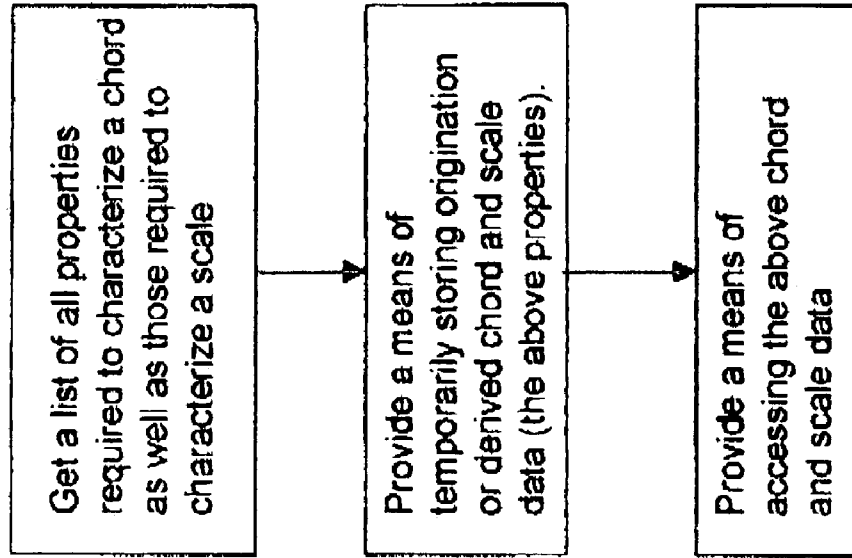 Get a list of all properties
required to characterize a chord
as well as those required to
characterize a scale
Provide a means of
temporarily storing origination
or derived chord and scale
data (the above properties).
Provide a means of
accessing the above chord
and scale data